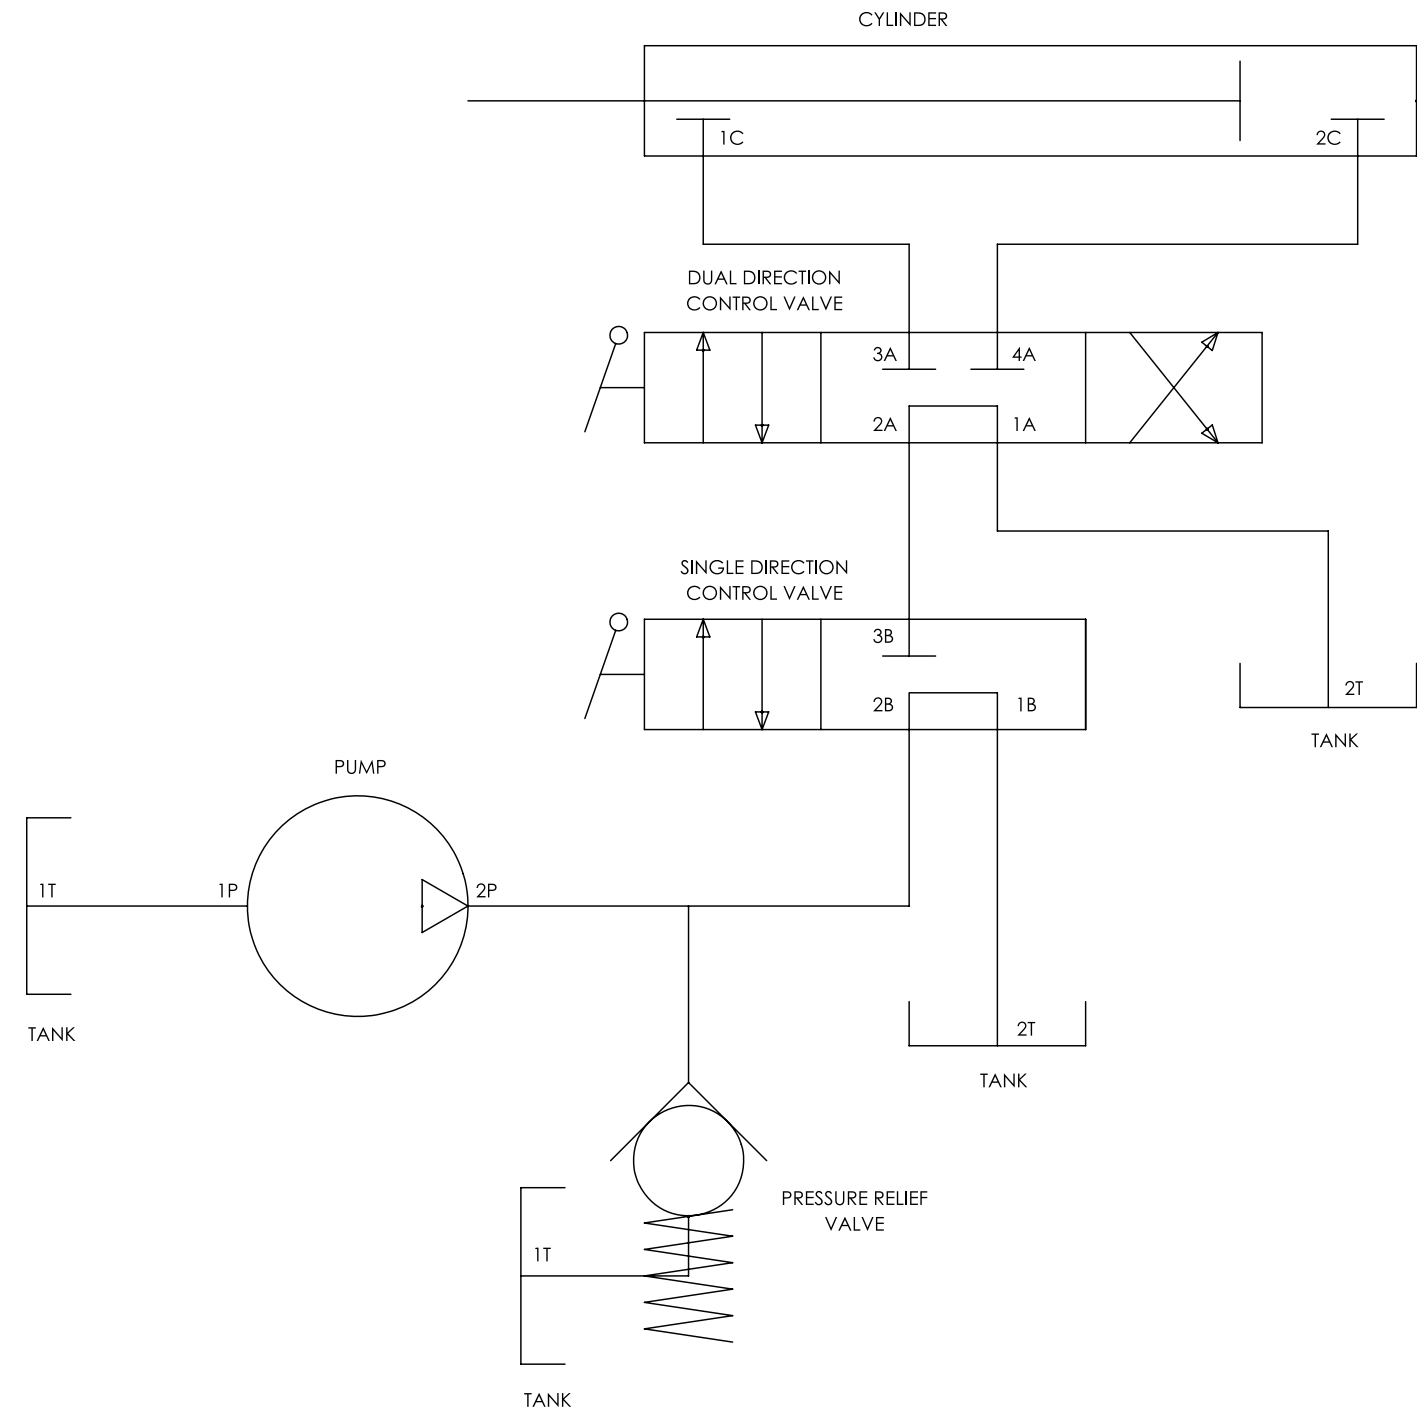 CYLINDER
1C
2C
DUAL DIRECTION
CONTROL VALVE
3A
4A
2A
1A
SINGLE DIRECTION
CONTROL VALVE
3B
2B
1B
2T
TANK
PUMP
1T
1P
2P
TANK
2T
TANK
PRESSURE RELIEF
VALVE
1T
TANK